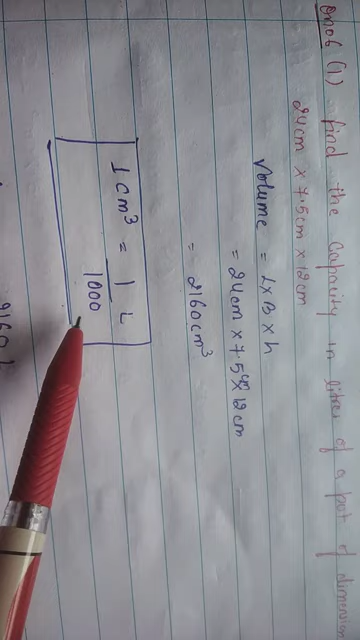 Qno6 (1) find the capacity in litres of a pot of dimension
24cm x 7.5cm x 12cm
Volume = L x B x h
= 24cm x 7.5cm x 12cm
= 2160cm³
1cm³ = 1/1000 L
2160